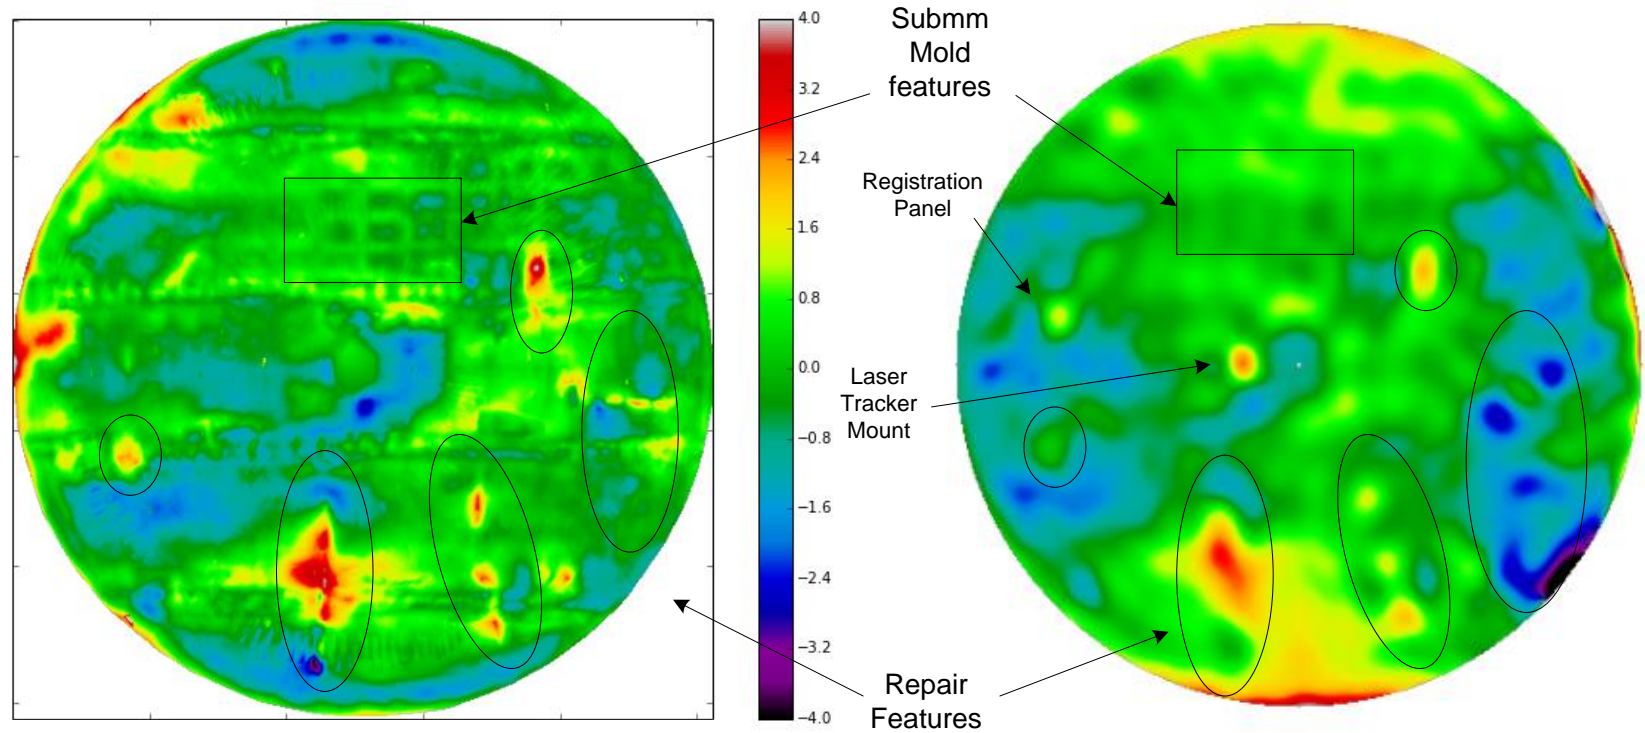 4.0
3.2
2.4
1.6
0.8
0.0
−0.8
−1.6
−2.4
−3.2
−4.0
Submm
Mold
features
Registration
Panel
Laser
Tracker
Mount
Repair
Features